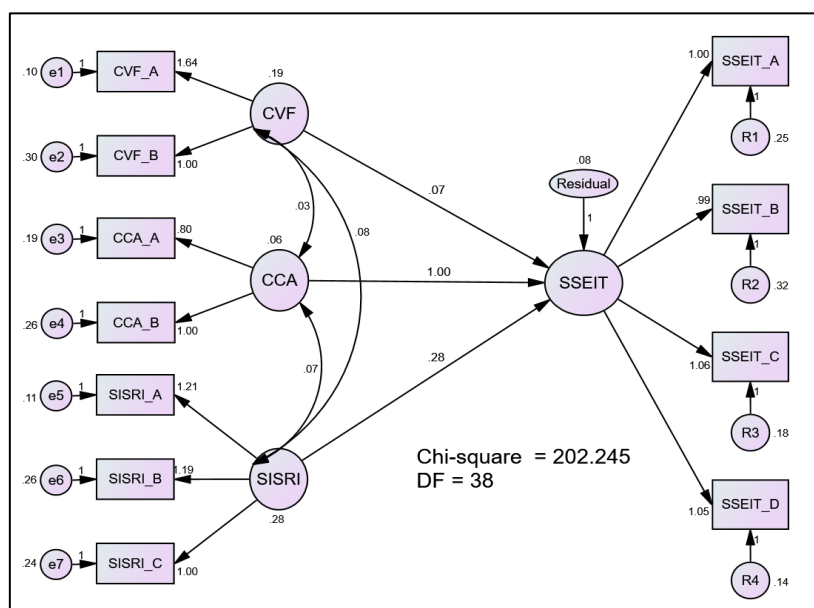 .10 e1 1 CVF_A 1.64
.19
CVF
.30 e2 1 CVF_B 1.00
.19 e3 1 CCA_A .80
.06
CCA
.26 e4 1 CCA_B 1.00
.11 e5 1 SISRI_A 1.21
.26 e6 1 SISRI_B 1.19
SISRI
.28
.24 e7 1 SISRI_C 1.00
.03
.08
.07
.07
1.00
.28
.08
Residual
1
SSEIT
1.00 SSEIT_A
1
R1 .25
.99 SSEIT_B
1
R2 .32
1.06 SSEIT_C
1
R3 .18
1.05 SSEIT_D
1
R4 .14
Chi-square = 202.245
DF = 38